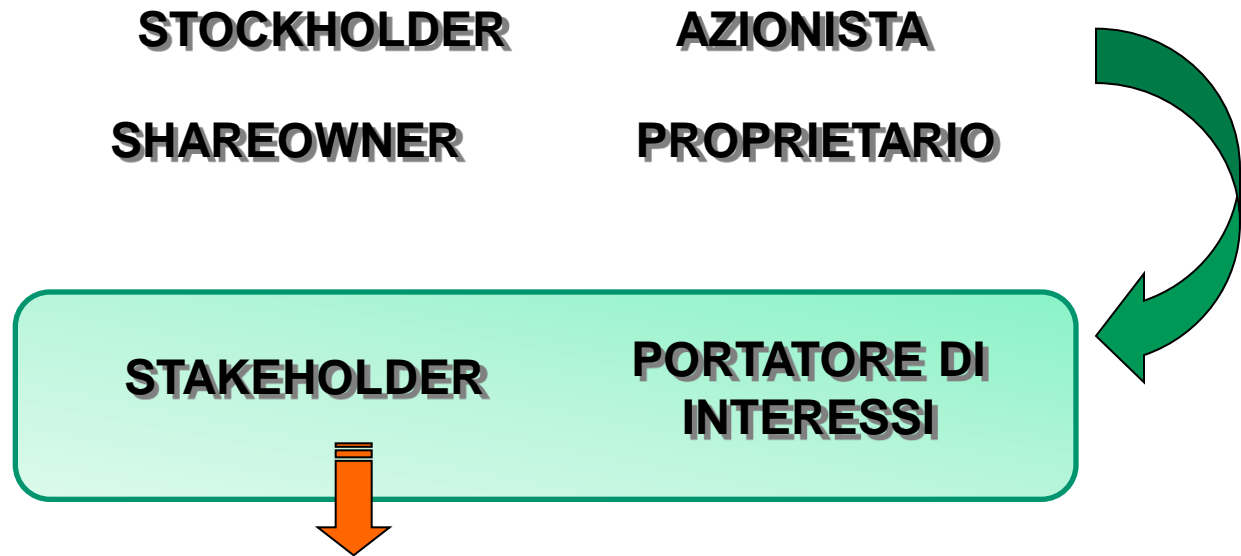 STOCKHOLDER AZIONISTA
SHAREOWNER PROPRIETARIO
STAKEHOLDER
PORTATORE DI
INTERESSI